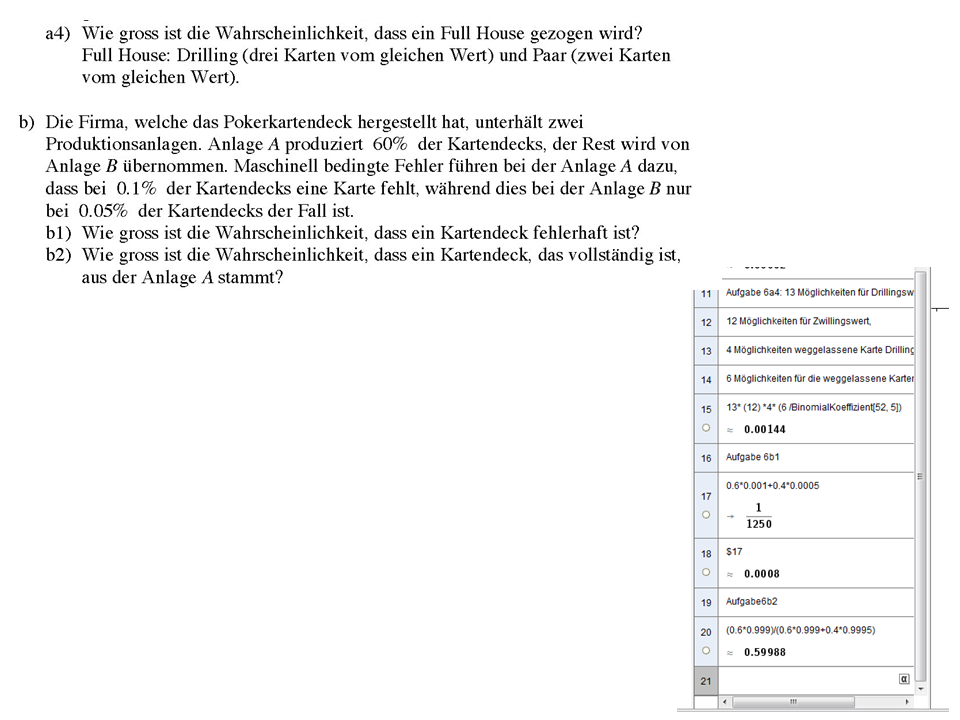 a4) Wie gross ist die Wahrscheinlichkeit, dass ein Full House gezogen wird?
Full House: Drilling (drei Karten vom gleichen Wert) und Paar (zwei Karten
vom gleichen Wert).
b) Die Firma, welche das Pokerkartendeck hergestellt hat, unterhält zwei
Produktionsanlagen. Anlage A produziert 60% der Kartendecks, der Rest wird von
Anlage B übernommen. Maschinell bedingte Fehler führen bei der Anlage A dazu,
dass bei 0.1% der Kartendecks eine Karte fehlt, während dies bei der Anlage B nur
bei 0.05% der Kartendecks der Fall ist.
b1) Wie gross ist die Wahrscheinlichkeit, dass ein Kartendeck fehlerhaft ist?
b2) Wie gross ist die Wahrscheinlichkeit, dass ein Kartendeck, das vollständig ist,
aus der Anlage A stammt?
11 Aufgabe 6a4: 13 Möglichkeiten für Drillingsw
12 12 Möglichkeiten für Zwillingswert,
13 4 Möglichkeiten weggelassene Karte Drilling
14 6 Möglichkeiten für die weggelassene Karten
15 13* (12) *4* (6 /BinomialKoeffizient[52, 5])
≈ 0.00144
16 Aufgabe 6b1
17 0.6*0.001+0.4*0.0005
→ 1/1250
18 $17
≈ 0.0008
19 Aufgabe6b2
20 (0.6*0.999)/(0.6*0.999+0.4*0.9995)
≈ 0.59988
21 α